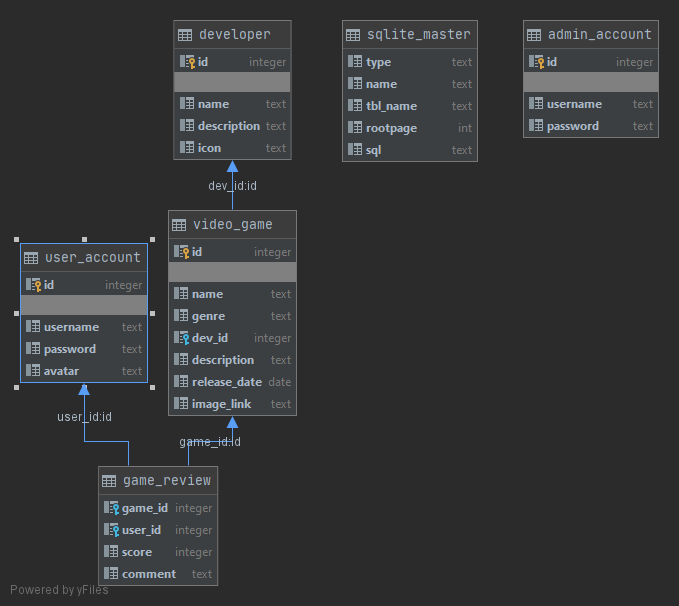 developer
id integer
name text
description text
icon text
sqlite_master
type text
name text
tbl_name text
rootpage int
sql text
admin_account
id integer
username text
password text
dev_id:id
video_game
id integer
name text
genre text
dev_id integer
description text
release_date date
image_link text
user_account
id integer
username text
password text
avatar text
user_id:id
game_id:id
game_review
game_id integer
user_id integer
score integer
comment text
Powered by yFiles